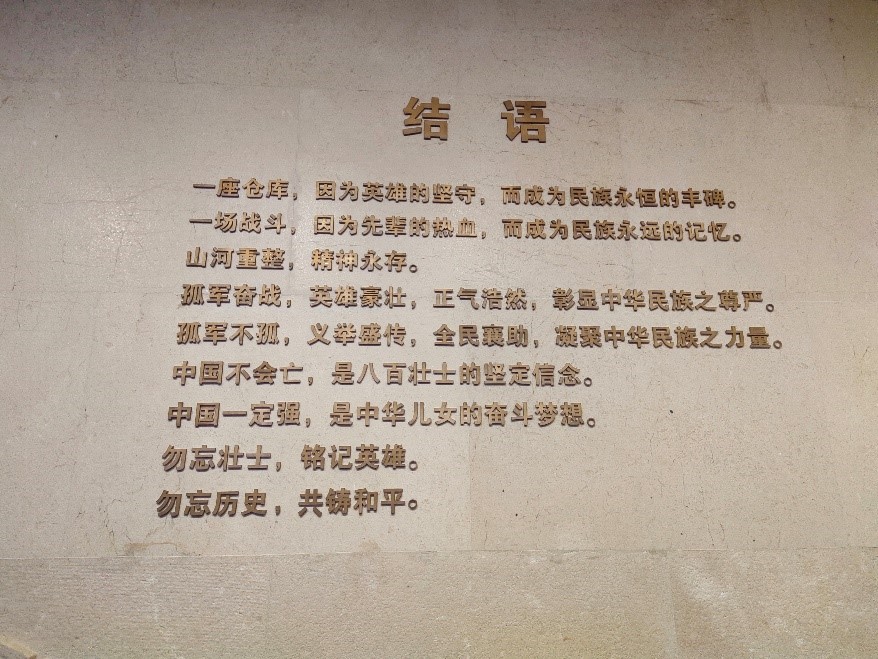 结 语
一座仓库，因为英雄的坚守，而成为民族永恒的丰碑。
一场战斗，因为先辈的热血，而成为民族永远的记忆。
山河重整，精神永存。
孤军奋战，英雄豪壮，正气浩然，彰显中华民族之尊严。
孤军不孤，义举盛传，全民襄助，凝聚中华民族之力量。
中国不会亡，是八百壮士的坚定信念。
中国一定强，是中华儿女的奋斗梦想。
勿忘壮士，铭记英雄。
勿忘历史，共铸和平。